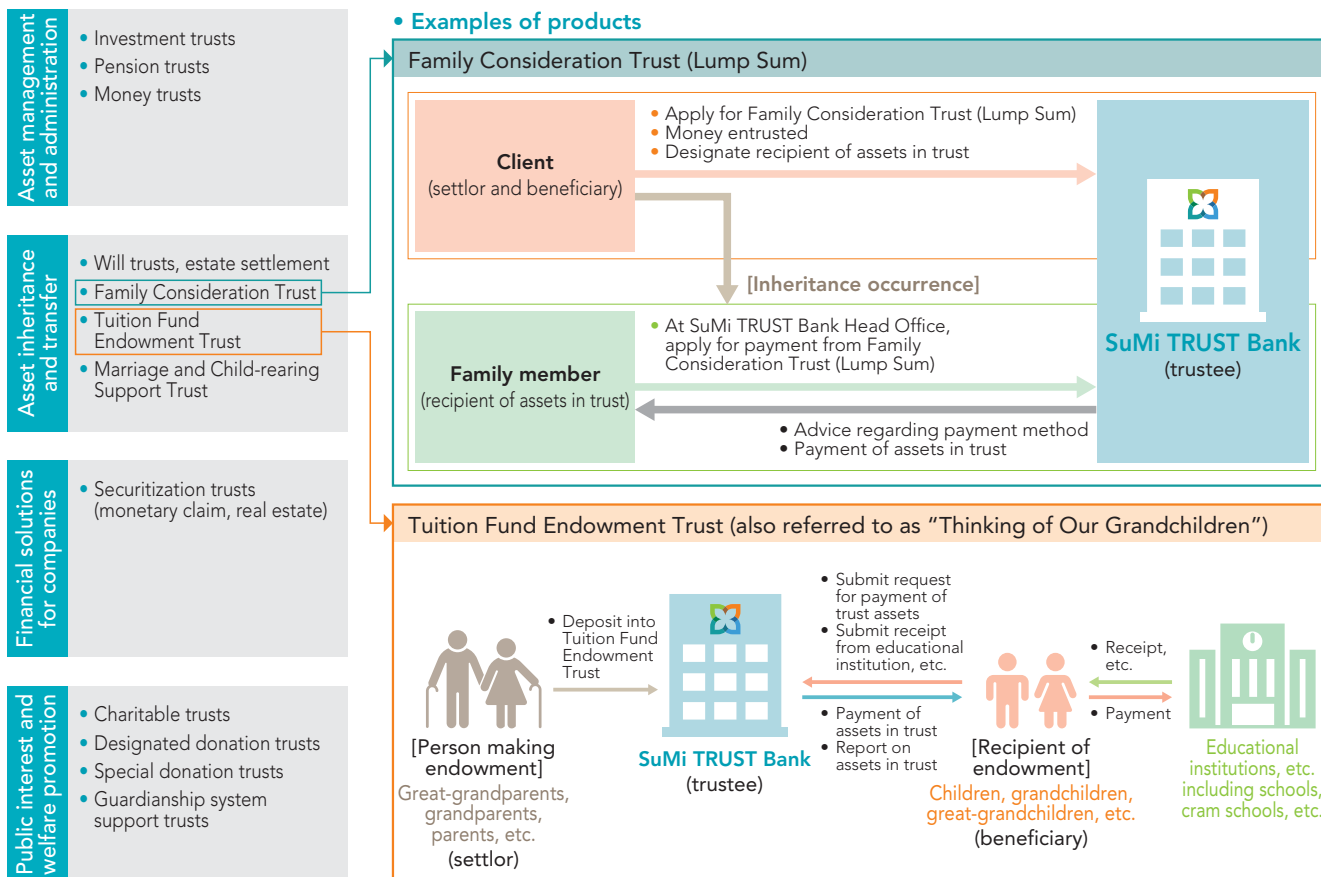 Asset management
and administration
• Investment trusts
• Pension trusts
• Money trusts
Asset inheritance
and transfer
• Will trusts, estate settlement
• Family Consideration Trust
• Tuition Fund
Endowment Trust
• Marriage and Child-rearing
Support Trust
Financial solutions
for companies
• Securitization trusts
(monetary claim, real estate)
Public interest and
welfare promotion
• Charitable trusts
• Designated donation trusts
• Special donation trusts
• Guardianship system
support trusts
• Examples of products
Family Consideration Trust (Lump Sum)
Client
(settlor and beneficiary)
• Apply for Family Consideration Trust (Lump Sum)
• Money entrusted
• Designate recipient of assets in trust
[Inheritance occurrence]
Family member
(recipient of assets in trust)
• At SuMi TRUST Bank Head Office,
apply for payment from Family
Consideration Trust (Lump Sum)
• Advice regarding payment method
• Payment of assets in trust
SuMi TRUST Bank
(trustee)
Tuition Fund Endowment Trust (also referred to as “Thinking of Our Grandchildren”)
[Person making
endowment]
Great-grandparents,
grandparents,
parents, etc.
(settlor)
• Deposit into
Tuition Fund
Endowment
Trust
SuMi TRUST Bank
(trustee)
• Submit request
for payment of
trust assets
• Submit receipt
from educational
institution, etc.
• Payment of
assets in trust
• Report on
assets in trust
[Recipient of
endowment]
Children, grandchildren,
great-grandchildren, etc.
(beneficiary)
• Receipt,
etc.
• Payment
Educational
institutions, etc.
including schools,
cram schools, etc.